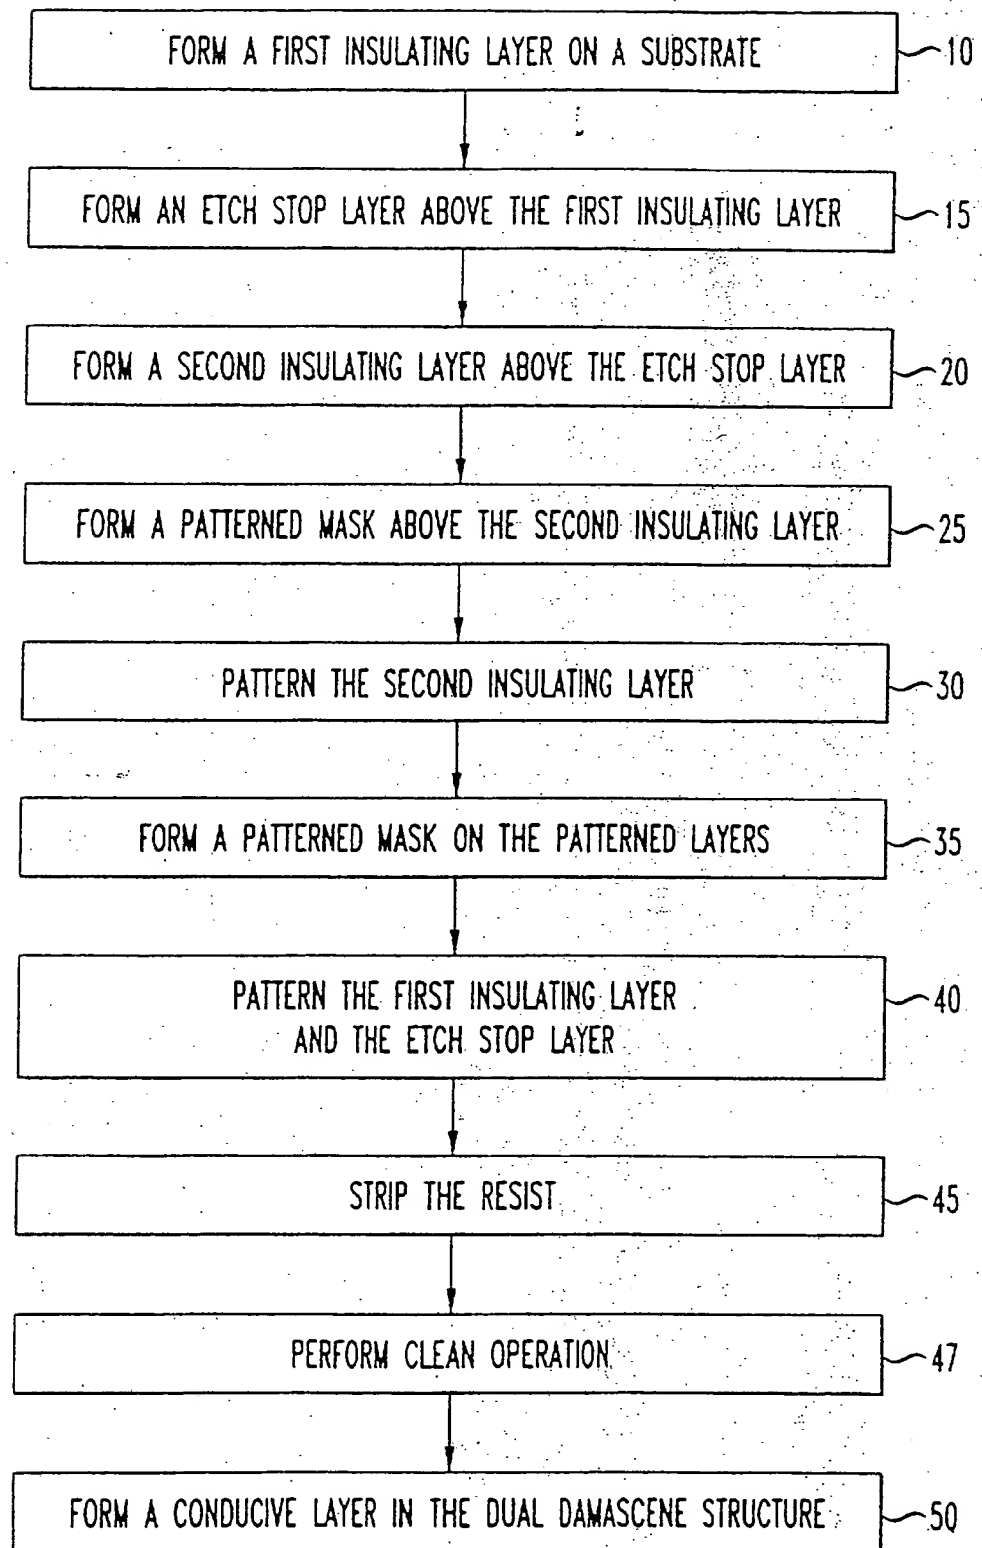 FORM A FIRST INSULATING LAYER ON A SUBSTRATE 10
FORM AN ETCH STOP LAYER ABOVE THE FIRST INSULATING LAYER 15
FORM A SECOND INSULATING LAYER ABOVE THE ETCH STOP LAYER 20
FORM A PATTERNED MASK ABOVE THE SECOND INSULATING LAYER 25
PATTERN THE SECOND INSULATING LAYER 30
FORM A PATTERNED MASK ON THE PATTERNED LAYERS 35
PATTERN THE FIRST INSULATING LAYER 40
AND THE ETCH STOP LAYER
STRIP THE RESIST 45
PERFORM CLEAN OPERATION 47
FORM A CONDUCIVE LAYER IN THE DUAL DAMASCENE STRUCTURE 50